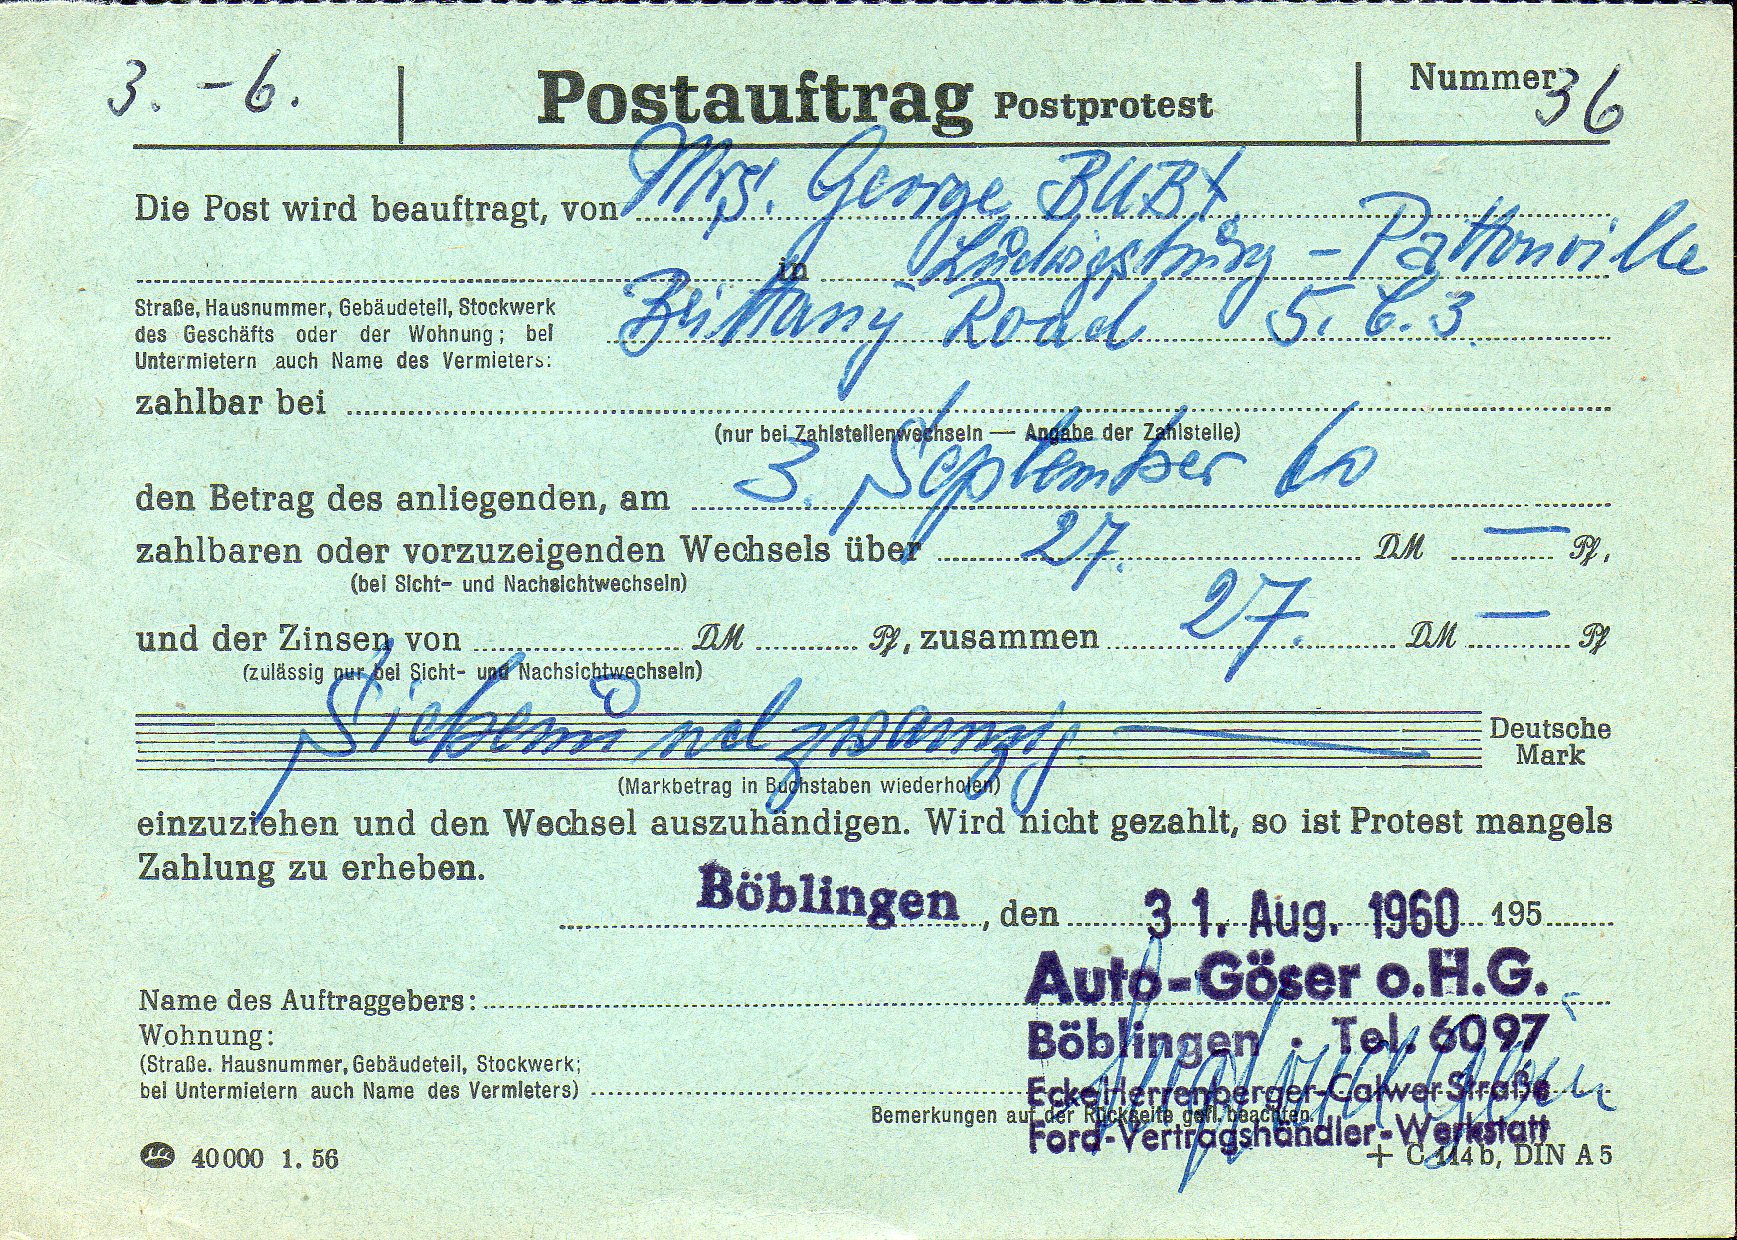 3. - 6. Postauftrag Postprotest Nummer 36
Die Post wird beauftragt, von Mrs. George
in Ludwigsburg - Pattonville
Straße, Hausnummer, Gebäudeteil, Stockwerk
des Geschäfts oder der Wohnung; bei
Untermietern auch Name des Vermieters:
Brittany Road 5. 6. 3
zahlbar bei
(nur bei Zahlstellenwechseln — Angabe der Zahlstelle)
den Betrag des anliegenden, am 3. September 60
zahlbaren oder vorzuzeigenden Wechsels über 27. DM — Pf,
(bei Sicht- und Nachsichtwechseln)
und der Zinsen von DM Pf, zusammen 27. DM — Pf
(zulässig nur bei Sicht- und Nachsichtwechseln)
Siebenundzwanzig — Deutsche
Mark
(Markbetrag in Buchstaben wiederholen)
einzuziehen und den Wechsel auszuhändigen. Wird nicht gezahlt, so ist Protest mangels
Zahlung zu erheben.
Böblingen, den 31. Aug. 1960 195
Auto-Göser o.H.G.
Name des Auftraggebers:
Wohnung: Böblingen · Tel. 6097
(Straße. Hausnummer, Gebäudeteil, Stockwerk;
bei Untermietern auch Name des Vermieters) Ecke Herrenberger-Calwer Straße
Bemerkungen auf der Rückseite gefl. beachten.
Ford-Vertragshändler-Werkstatt
40000 1. 56 + C 114 b, DIN A 5